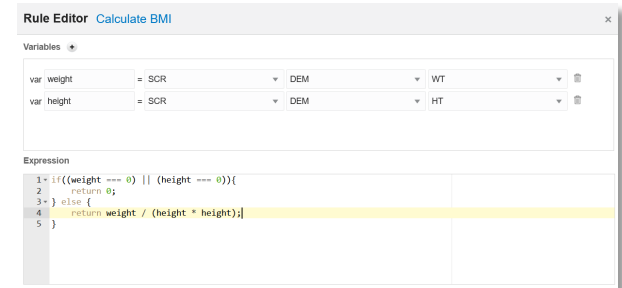 Rule Editor Calculate BMI ×
Variables +
var weight = SCR DEM WT
var height = SCR DEM HT
Expression
1 if((weight === 0) || (height === 0)){
2     return 0;
3 } else {
4     return weight / (height * height);
5 }